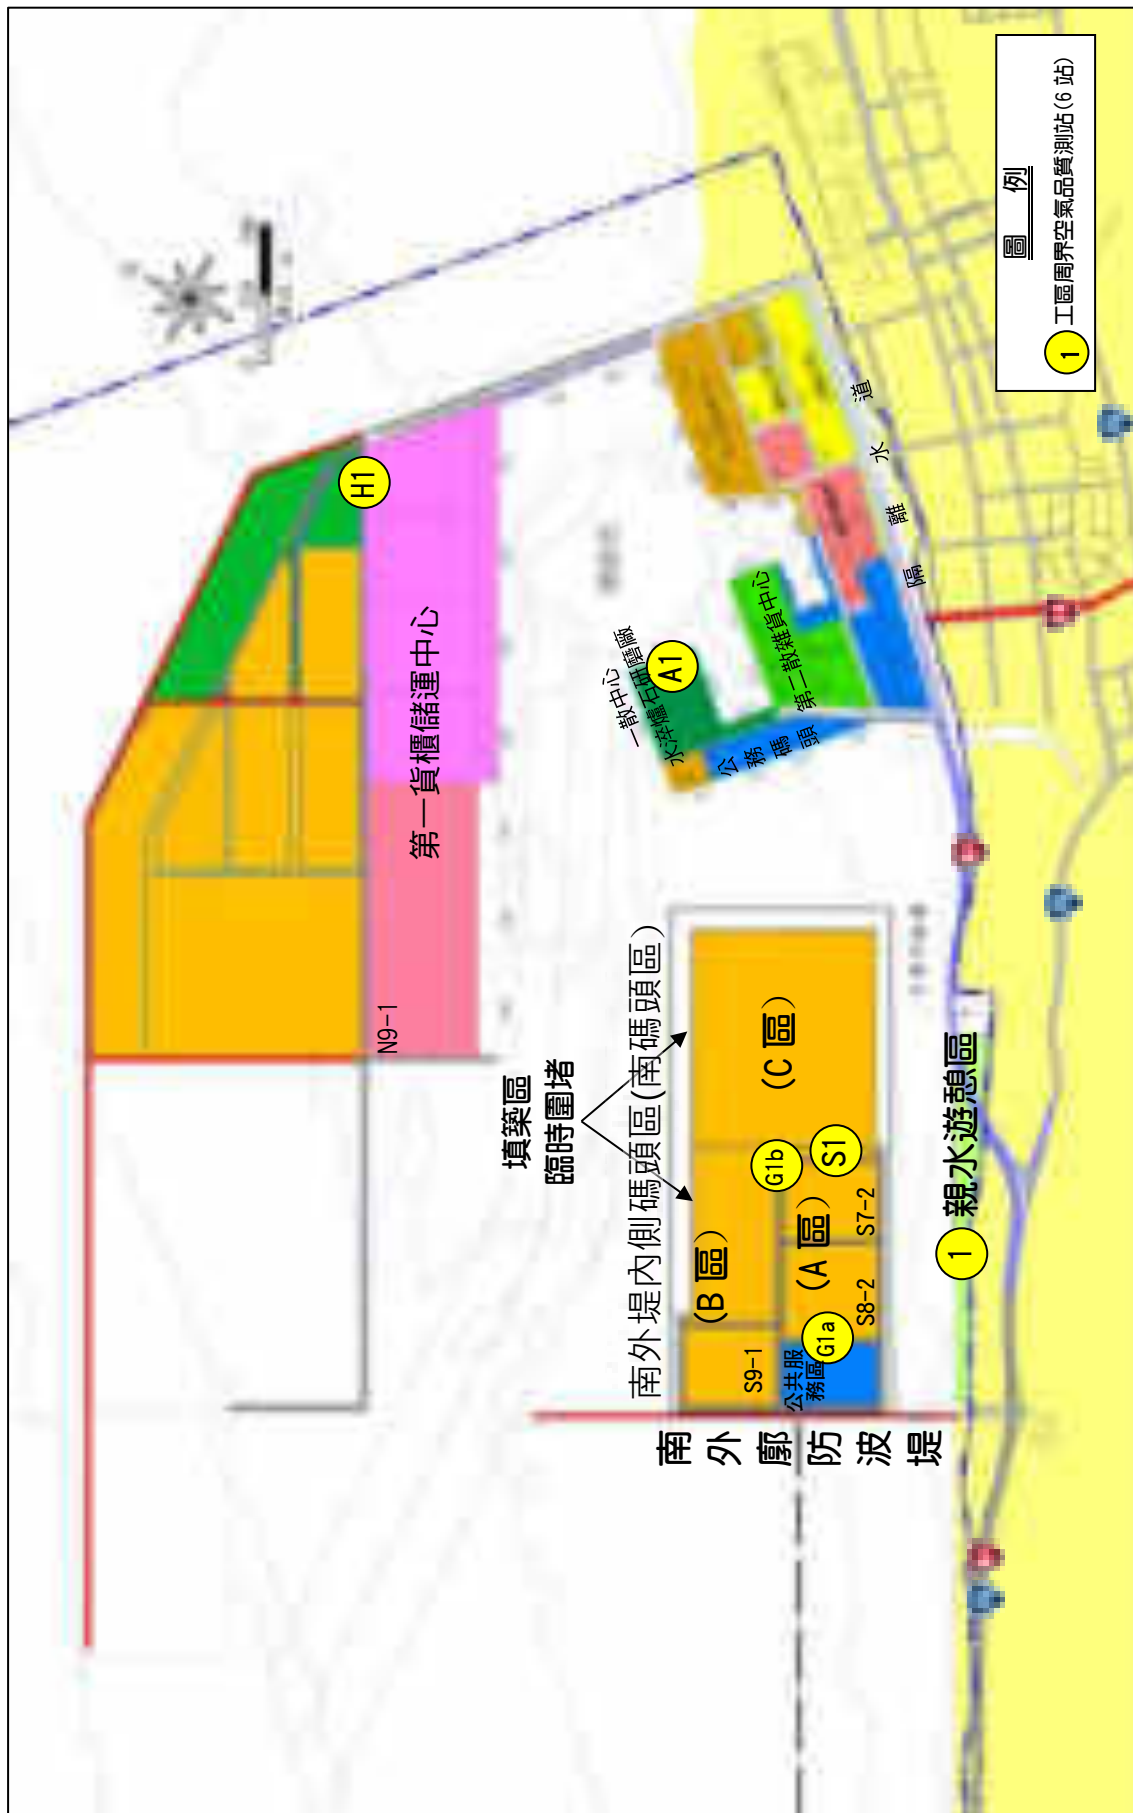 圖 例
1 工區周界空氣品質測站(6 站)
H1
第一貨櫃儲運中心
N9-1
一散中心
水淬爐石研磨廠
A1
公務碼頭
第二散雜貨中心
隔離水道
填築區
臨時圍堵
南外堤內側碼頭區(南碼頭區)
(C 區)
(B 區)
(A 區)
G1b
S1
S7-2
S8-2
G1a
S9-1
公共服
務區
南外廓防波堤
1
親水遊憩區